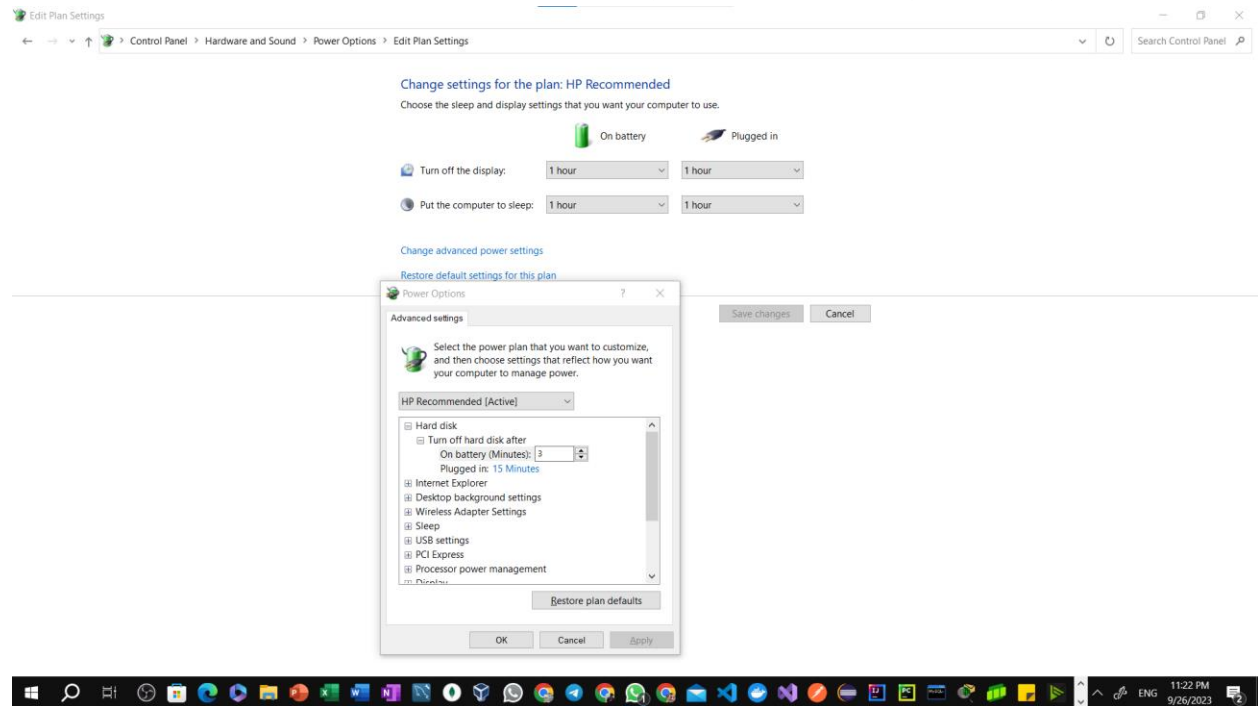 Edit Plan Settings
Control Panel > Hardware and Sound > Power Options > Edit Plan Settings
Search Control Panel
Change settings for the plan: HP Recommended
Choose the sleep and display settings that you want your computer to use.
On battery Plugged in
Turn off the display: 1 hour 1 hour
Put the computer to sleep: 1 hour 1 hour
Change advanced power settings
Restore default settings for this plan
Save changes Cancel
Power Options ?
Advanced settings
Select the power plan that you want to customize,
and then choose settings that reflect how you want
your computer to manage power.
HP Recommended [Active]
Hard disk
Turn off hard disk after
On battery (Minutes): 3
Plugged in: 15 Minutes
Internet Explorer
Desktop background settings
Wireless Adapter Settings
Sleep
USB settings
PCI Express
Processor power management
Display
Restore plan defaults
OK Cancel Apply
ENG
11:22 PM
9/26/2023